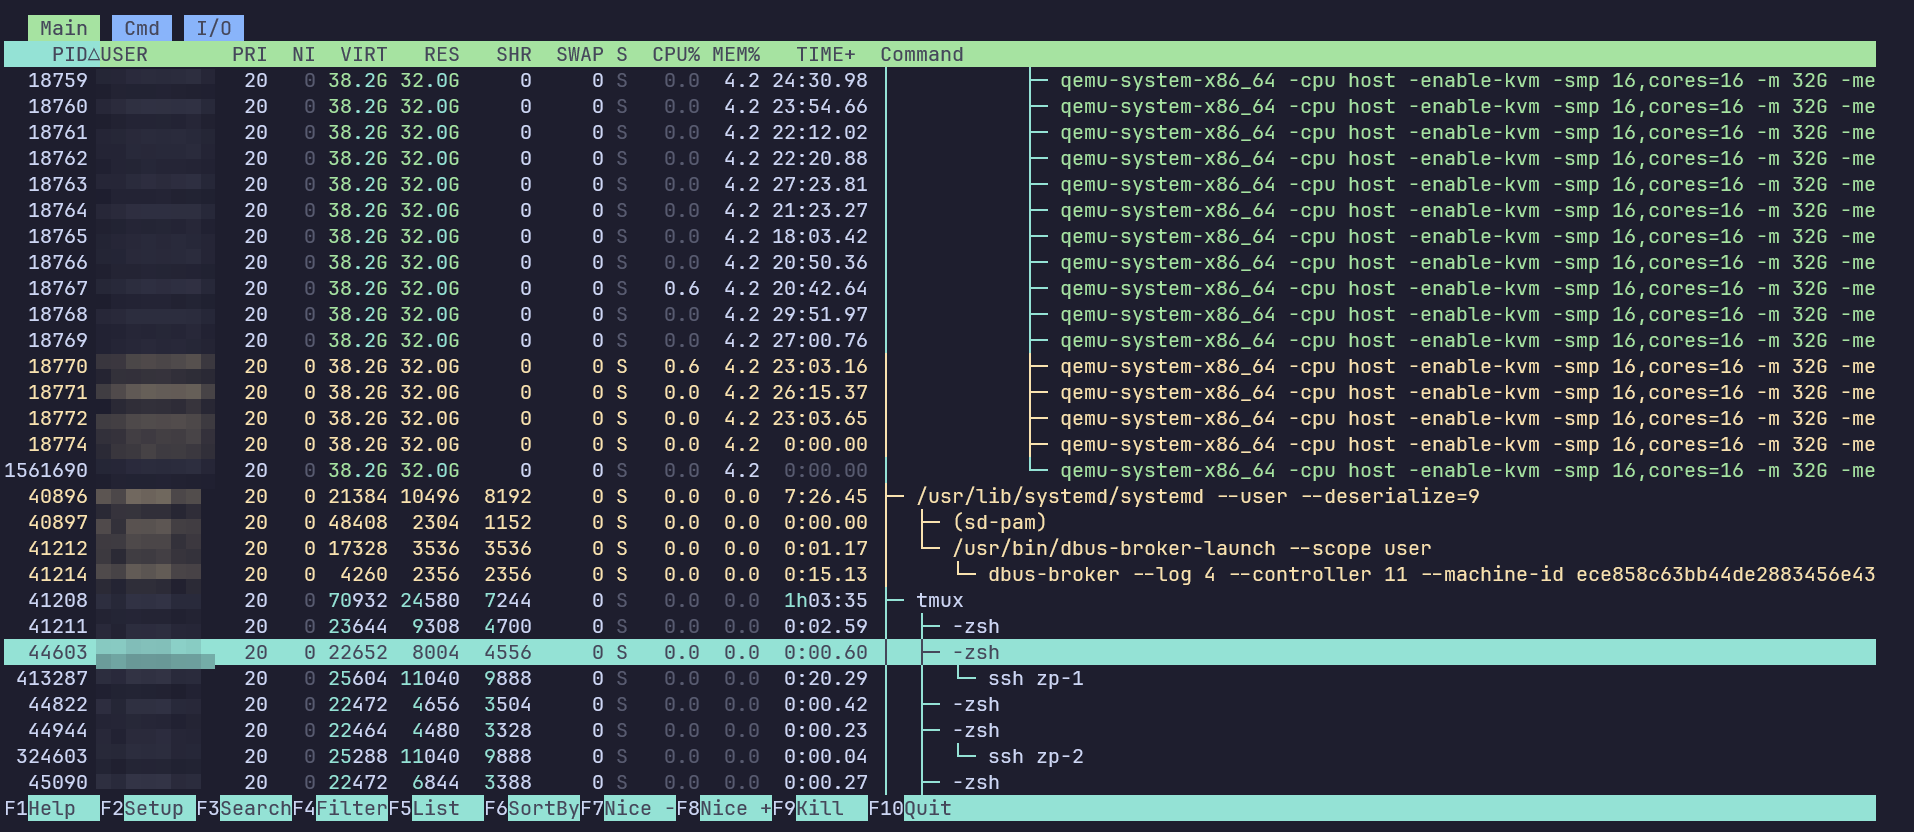 Main Cmd I/O
PID△USER PRI NI VIRT RES SHR SWAP S CPU% MEM% TIME+ Command
18759 20 0 38.2G 32.0G 0 0 S 0.0 4.2 24:30.98 │ ├─ qemu-system-x86_64 -cpu host -enable-kvm -smp 16,cores=16 -m 32G -me
18760 20 0 38.2G 32.0G 0 0 S 0.0 4.2 23:54.66 │ ├─ qemu-system-x86_64 -cpu host -enable-kvm -smp 16,cores=16 -m 32G -me
18761 20 0 38.2G 32.0G 0 0 S 0.0 4.2 22:12.02 │ ├─ qemu-system-x86_64 -cpu host -enable-kvm -smp 16,cores=16 -m 32G -me
18762 20 0 38.2G 32.0G 0 0 S 0.0 4.2 22:20.88 │ ├─ qemu-system-x86_64 -cpu host -enable-kvm -smp 16,cores=16 -m 32G -me
18763 20 0 38.2G 32.0G 0 0 S 0.0 4.2 27:23.81 │ ├─ qemu-system-x86_64 -cpu host -enable-kvm -smp 16,cores=16 -m 32G -me
18764 20 0 38.2G 32.0G 0 0 S 0.0 4.2 21:23.27 │ ├─ qemu-system-x86_64 -cpu host -enable-kvm -smp 16,cores=16 -m 32G -me
18765 20 0 38.2G 32.0G 0 0 S 0.0 4.2 18:03.42 │ ├─ qemu-system-x86_64 -cpu host -enable-kvm -smp 16,cores=16 -m 32G -me
18766 20 0 38.2G 32.0G 0 0 S 0.0 4.2 20:50.36 │ ├─ qemu-system-x86_64 -cpu host -enable-kvm -smp 16,cores=16 -m 32G -me
18767 20 0 38.2G 32.0G 0 0 S 0.6 4.2 20:42.64 │ ├─ qemu-system-x86_64 -cpu host -enable-kvm -smp 16,cores=16 -m 32G -me
18768 20 0 38.2G 32.0G 0 0 S 0.0 4.2 29:51.97 │ ├─ qemu-system-x86_64 -cpu host -enable-kvm -smp 16,cores=16 -m 32G -me
18769 20 0 38.2G 32.0G 0 0 S 0.0 4.2 27:00.76 │ ├─ qemu-system-x86_64 -cpu host -enable-kvm -smp 16,cores=16 -m 32G -me
18770 20 0 38.2G 32.0G 0 0 S 0.6 4.2 23:03.16 │ ├─ qemu-system-x86_64 -cpu host -enable-kvm -smp 16,cores=16 -m 32G -me
18771 20 0 38.2G 32.0G 0 0 S 0.0 4.2 26:15.37 │ ├─ qemu-system-x86_64 -cpu host -enable-kvm -smp 16,cores=16 -m 32G -me
18772 20 0 38.2G 32.0G 0 0 S 0.0 4.2 23:03.65 │ ├─ qemu-system-x86_64 -cpu host -enable-kvm -smp 16,cores=16 -m 32G -me
18774 20 0 38.2G 32.0G 0 0 S 0.0 4.2 0:00.00 │ ├─ qemu-system-x86_64 -cpu host -enable-kvm -smp 16,cores=16 -m 32G -me
1561690 20 0 38.2G 32.0G 0 0 S 0.0 4.2 0:00.00 │ └─ qemu-system-x86_64 -cpu host -enable-kvm -smp 16,cores=16 -m 32G -me
40896 20 0 21384 10496 8192 0 S 0.0 0.0 7:26.45 ├─ /usr/lib/systemd/systemd --user --deserialize=9
40897 20 0 48408 2304 1152 0 S 0.0 0.0 0:00.00 │ ├─ (sd-pam)
41212 20 0 17328 3536 3536 0 S 0.0 0.0 0:01.17 │ └─ /usr/bin/dbus-broker-launch --scope user
41214 20 0 4260 2356 2356 0 S 0.0 0.0 0:15.13 │ └─ dbus-broker --log 4 --controller 11 --machine-id ece858c63bb44de2883456e43
41208 20 0 70932 24580 7244 0 S 0.0 0.0 1h03:35 ├─ tmux
41211 20 0 23644 9308 4700 0 S 0.0 0.0 0:02.59 │ ├─ -zsh
44603 20 0 22652 8004 4556 0 S 0.0 0.0 0:00.60 │ ├─ -zsh
413287 20 0 25604 11040 9888 0 S 0.0 0.0 0:20.29 │ │ └─ ssh zp-1
44822 20 0 22472 4656 3504 0 S 0.0 0.0 0:00.42 │ ├─ -zsh
44944 20 0 22464 4480 3328 0 S 0.0 0.0 0:00.23 │ ├─ -zsh
324603 20 0 25288 11040 9888 0 S 0.0 0.0 0:00.04 │ │ └─ ssh zp-2
45090 20 0 22472 6844 3388 0 S 0.0 0.0 0:00.27 │ ├─ -zsh
F1Help F2Setup F3SearchF4FilterF5List F6SortByF7Nice -F8Nice +F9Kill F10Quit